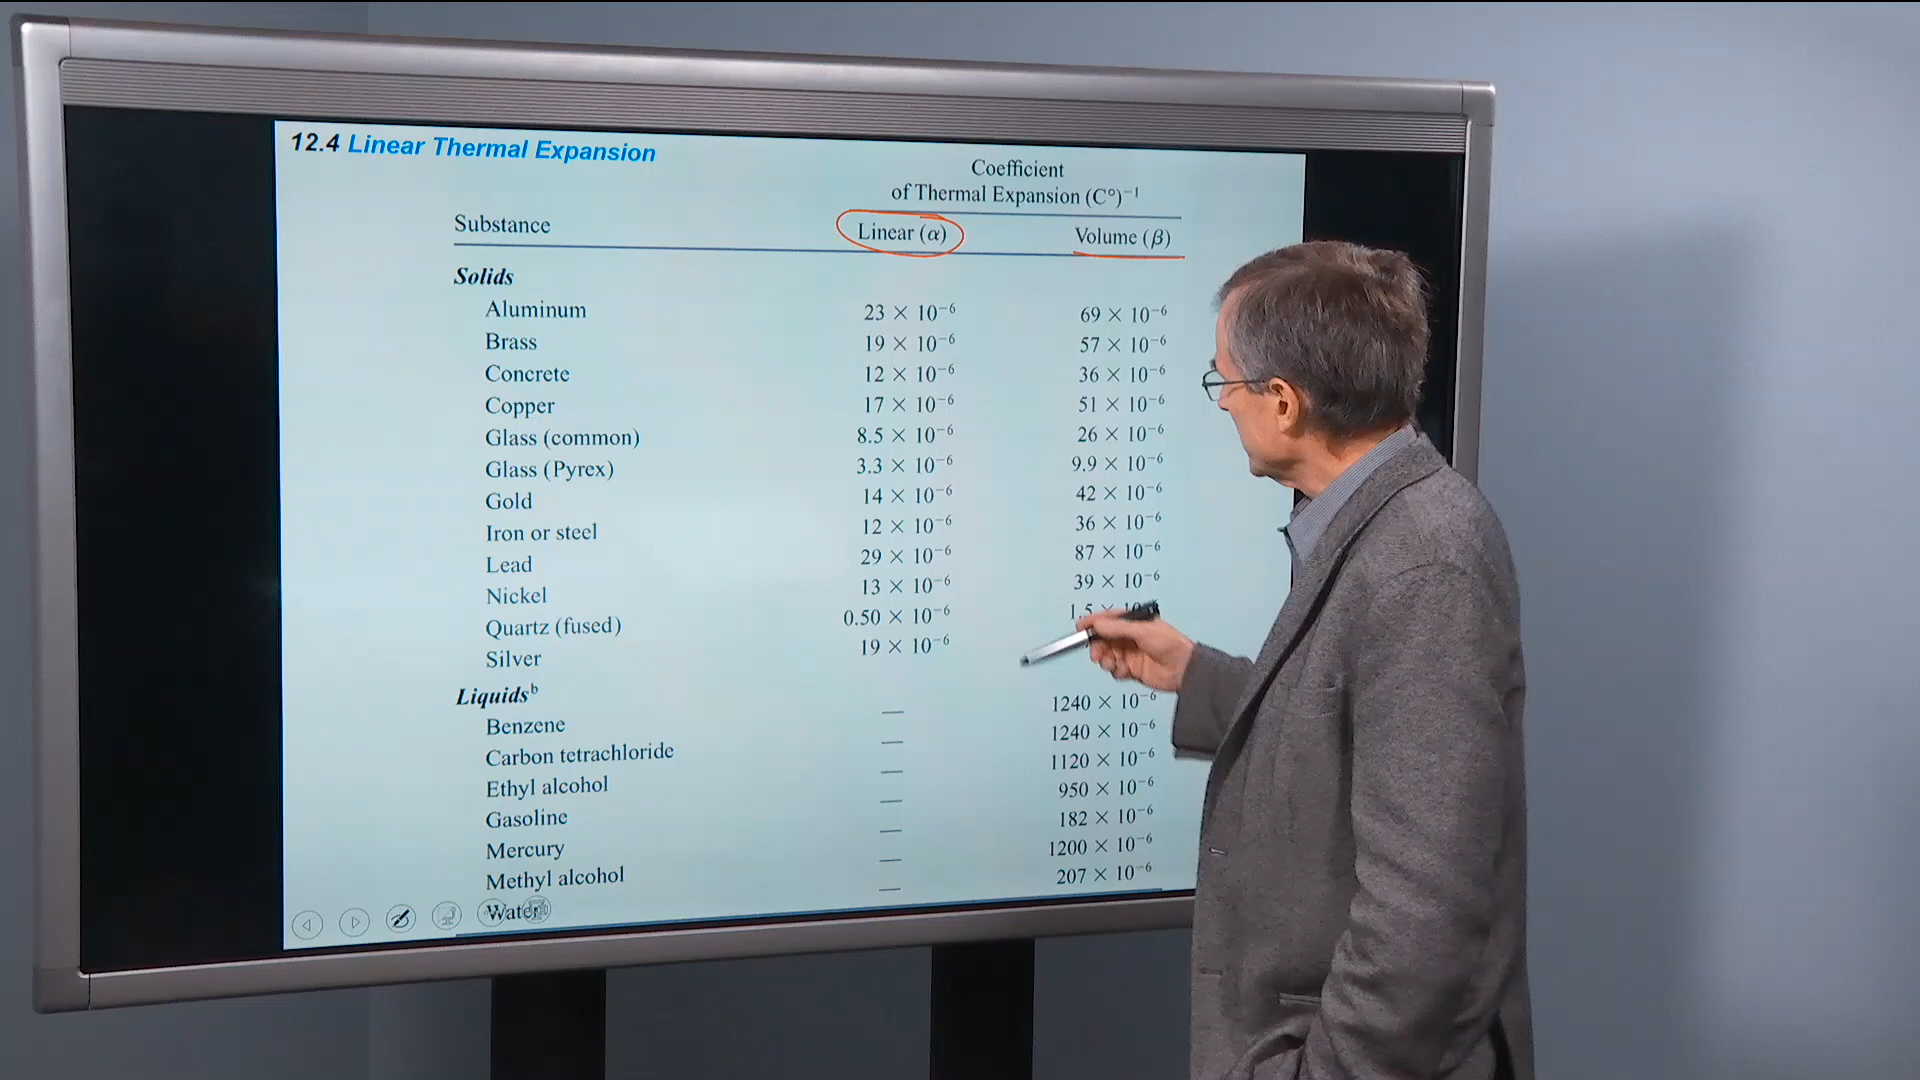 12.4 Linear Thermal Expansion
Coefficient
of Thermal Expansion (C°)⁻¹
Substance Linear (α) Volume (β)
Solids
Aluminum 23 × 10⁻⁶ 69 × 10⁻⁶
Brass 19 × 10⁻⁶ 57 × 10⁻⁶
Concrete 12 × 10⁻⁶ 36 × 10⁻⁶
Copper 17 × 10⁻⁶ 51 × 10⁻⁶
Glass (common) 8.5 × 10⁻⁶ 26 × 10⁻⁶
Glass (Pyrex) 3.3 × 10⁻⁶ 9.9 × 10⁻⁶
Gold 14 × 10⁻⁶ 42 × 10⁻⁶
Iron or steel 12 × 10⁻⁶ 36 × 10⁻⁶
Lead 29 × 10⁻⁶ 87 × 10⁻⁶
Nickel 13 × 10⁻⁶ 39 × 10⁻⁶
Quartz (fused) 0.50 × 10⁻⁶ 1.5 ×
Silver 19 × 10⁻⁶
Liquidsᵇ
Benzene — 1240 × 10⁻⁶
Carbon tetrachloride — 1240 × 10⁻⁶
Ethyl alcohol — 1120 × 10⁻⁶
Gasoline — 950 × 10⁻⁶
Mercury — 182 × 10⁻⁶
Methyl alcohol — 1200 × 10⁻⁶
Water — 207 × 10⁻⁶